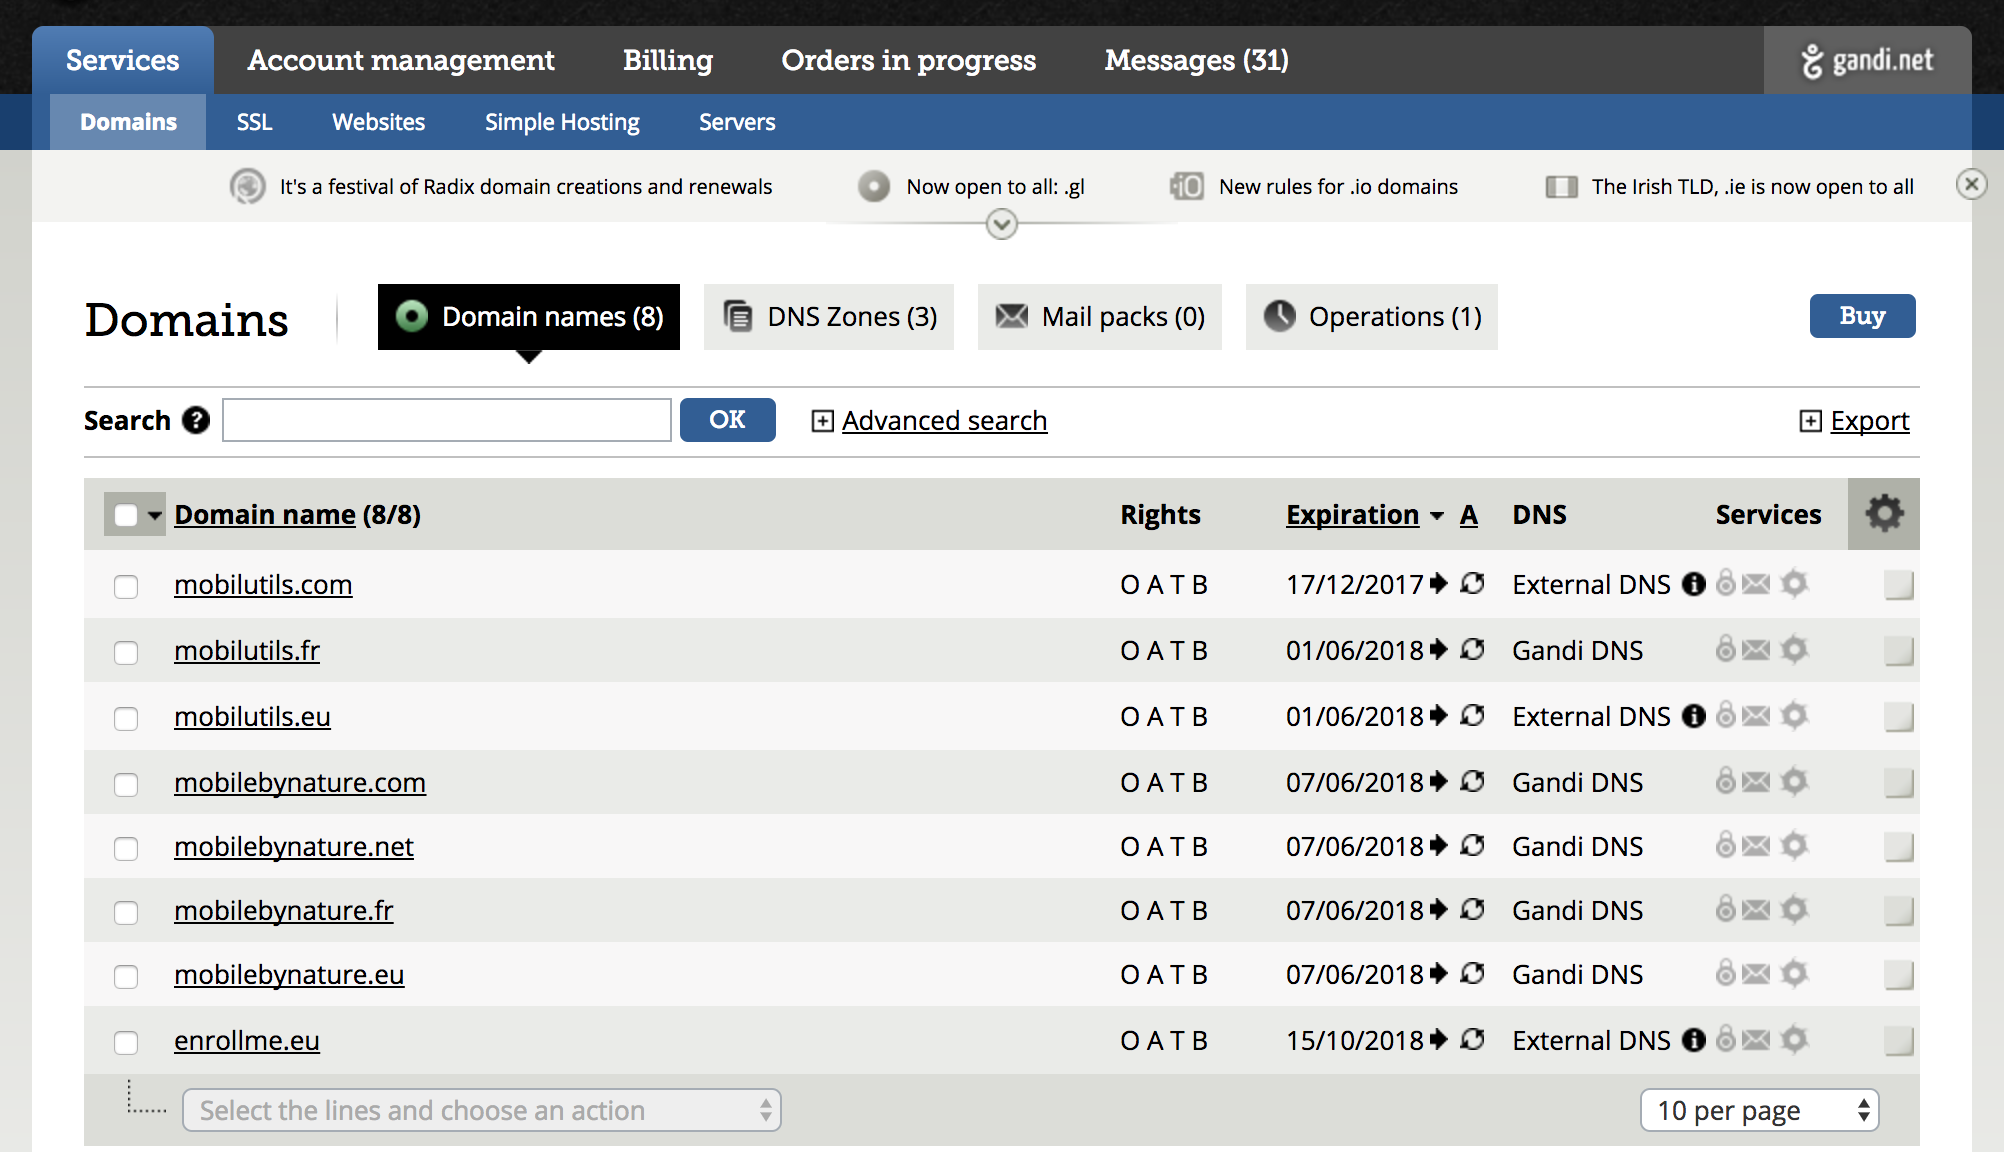 Services Account management Billing Orders in progress Messages (31) gandi.net
Domains SSL Websites Simple Hosting Servers
It's a festival of Radix domain creations and renewals Now open to all: .gl New rules for .io domains The Irish TLD, .ie is now open to all
Domains Domain names (8) DNS Zones (3) Mail packs (0) Operations (1) Buy
Search ? OK Advanced search Export
Domain name (8/8) Rights Expiration A DNS Services
mobilutils.com O A T B 17/12/2017 External DNS
mobilutils.fr O A T B 01/06/2018 Gandi DNS
mobilutils.eu O A T B 01/06/2018 External DNS
mobilebynature.com O A T B 07/06/2018 Gandi DNS
mobilebynature.net O A T B 07/06/2018 Gandi DNS
mobilebynature.fr O A T B 07/06/2018 Gandi DNS
mobilebynature.eu O A T B 07/06/2018 Gandi DNS
enrollme.eu O A T B 15/10/2018 External DNS
Select the lines and choose an action 10 per page